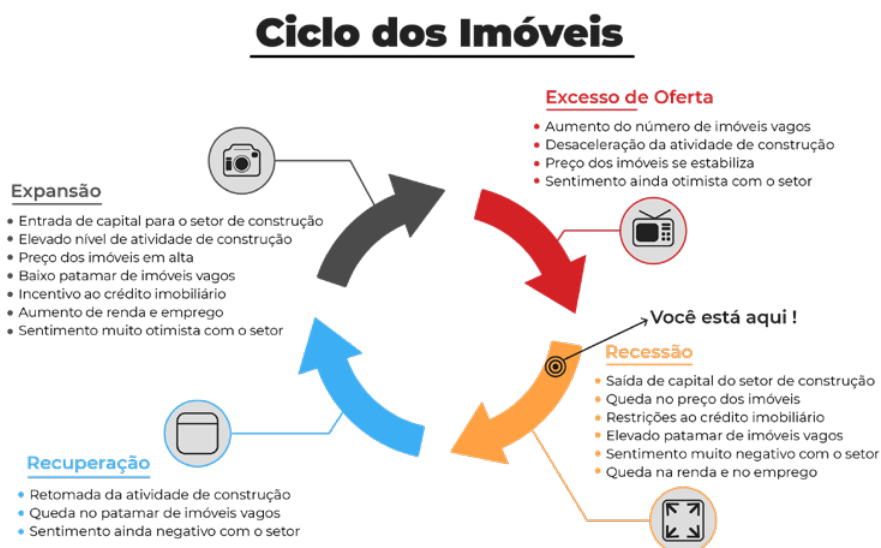 Ciclo dos Imóveis
Excesso de Oferta
Aumento do número de imóveis vagos
Desaceleração da atividade de construção
Preço dos imóveis se estabiliza
Sentimento ainda otimista com o setor
Expansão
Entrada de capital para o setor de construção
Elevado nível de atividade de construção
Preço dos imóveis em alta
Baixo patamar de imóveis vagos
Incentivo ao crédito imobiliário
Aumento de renda e emprego
Sentimento muito otimista com o setor
Você está aqui !
Recessão
Saída de capital do setor de construção
Queda no preço dos imóveis
Restrições ao crédito imobiliário
Elevado patamar de imóveis vagos
Sentimento muito negativo com o setor
Queda na renda e no emprego
Recuperação
Retomada da atividade de construção
Queda no patamar de imóveis vagos
Sentimento ainda negativo com o setor